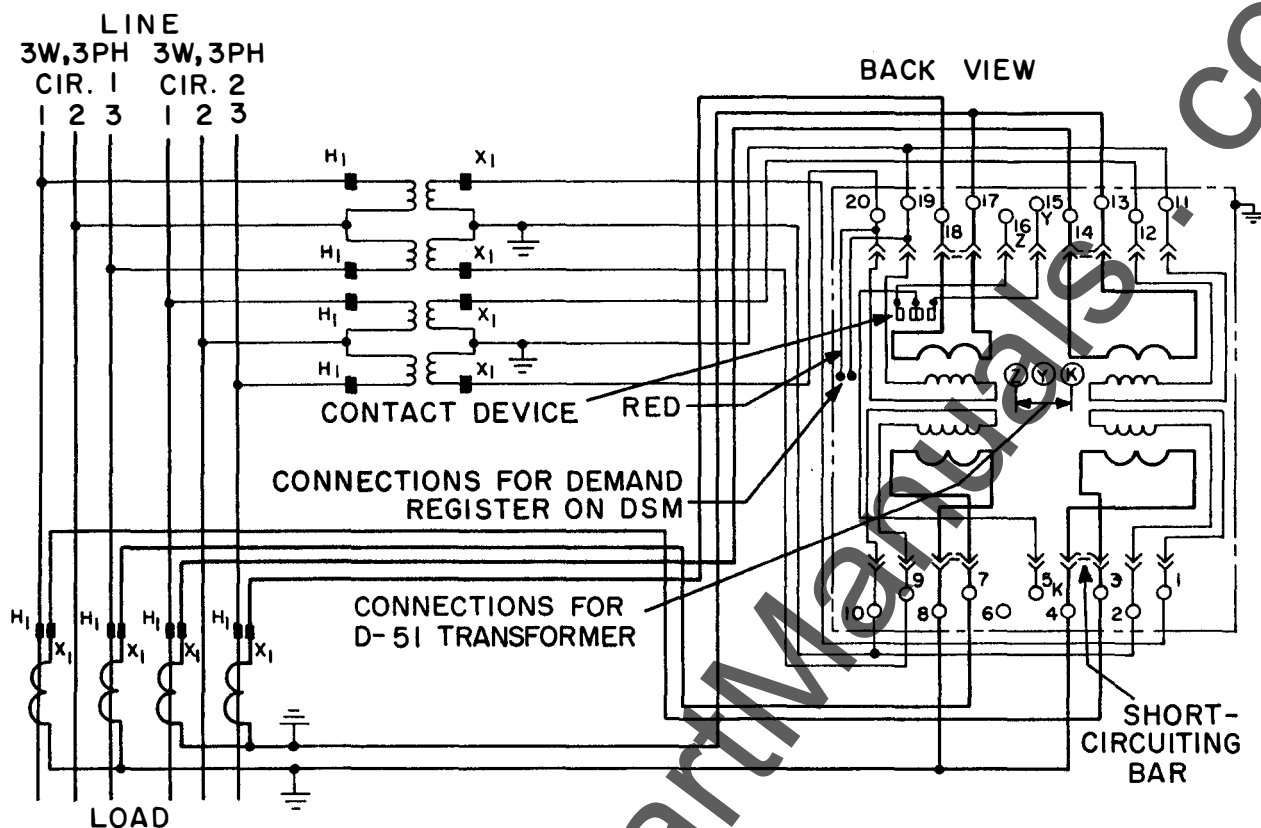 LINE
3W,3PH 3W,3PH
CIR. 1 CIR. 2
1 2 3 1 2 3
BACK VIEW
H1 X1
H1 X1
H1 X1
H1 X1
20 19 18 17 16 15 14 13 12 11
Z Y
Z Y K
CONTACT DEVICE
RED
CONNECTIONS FOR DEMAND
REGISTER ON DSM
CONNECTIONS FOR
D-51 TRANSFORMER
10 9 8 7 6 5 K 4 3 2 1
H1 H1 H1 H1
X1 X1 X1 X1
SHORT-
CIRCUITING
BAR
LOAD
artManuals.co